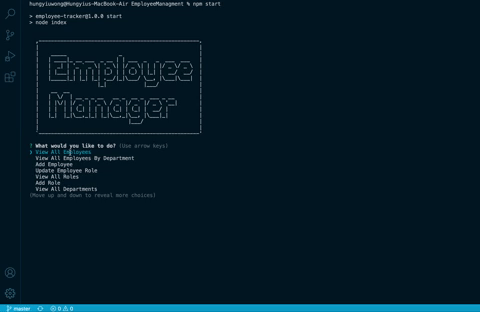 hungyiuwong@Hungyius-MacBook-Air EmployeeManagment % npm start
> employee-tracker@1.0.0 start
> node index
Employee
Manager
? What would you like to do? (Use arrow keys)
❯ View All Employees
View All Employees By Department
Add Employee
Update Employee Role
View All Roles
Add Role
View All Departments
(Move up and down to reveal more choices)
master 0 0